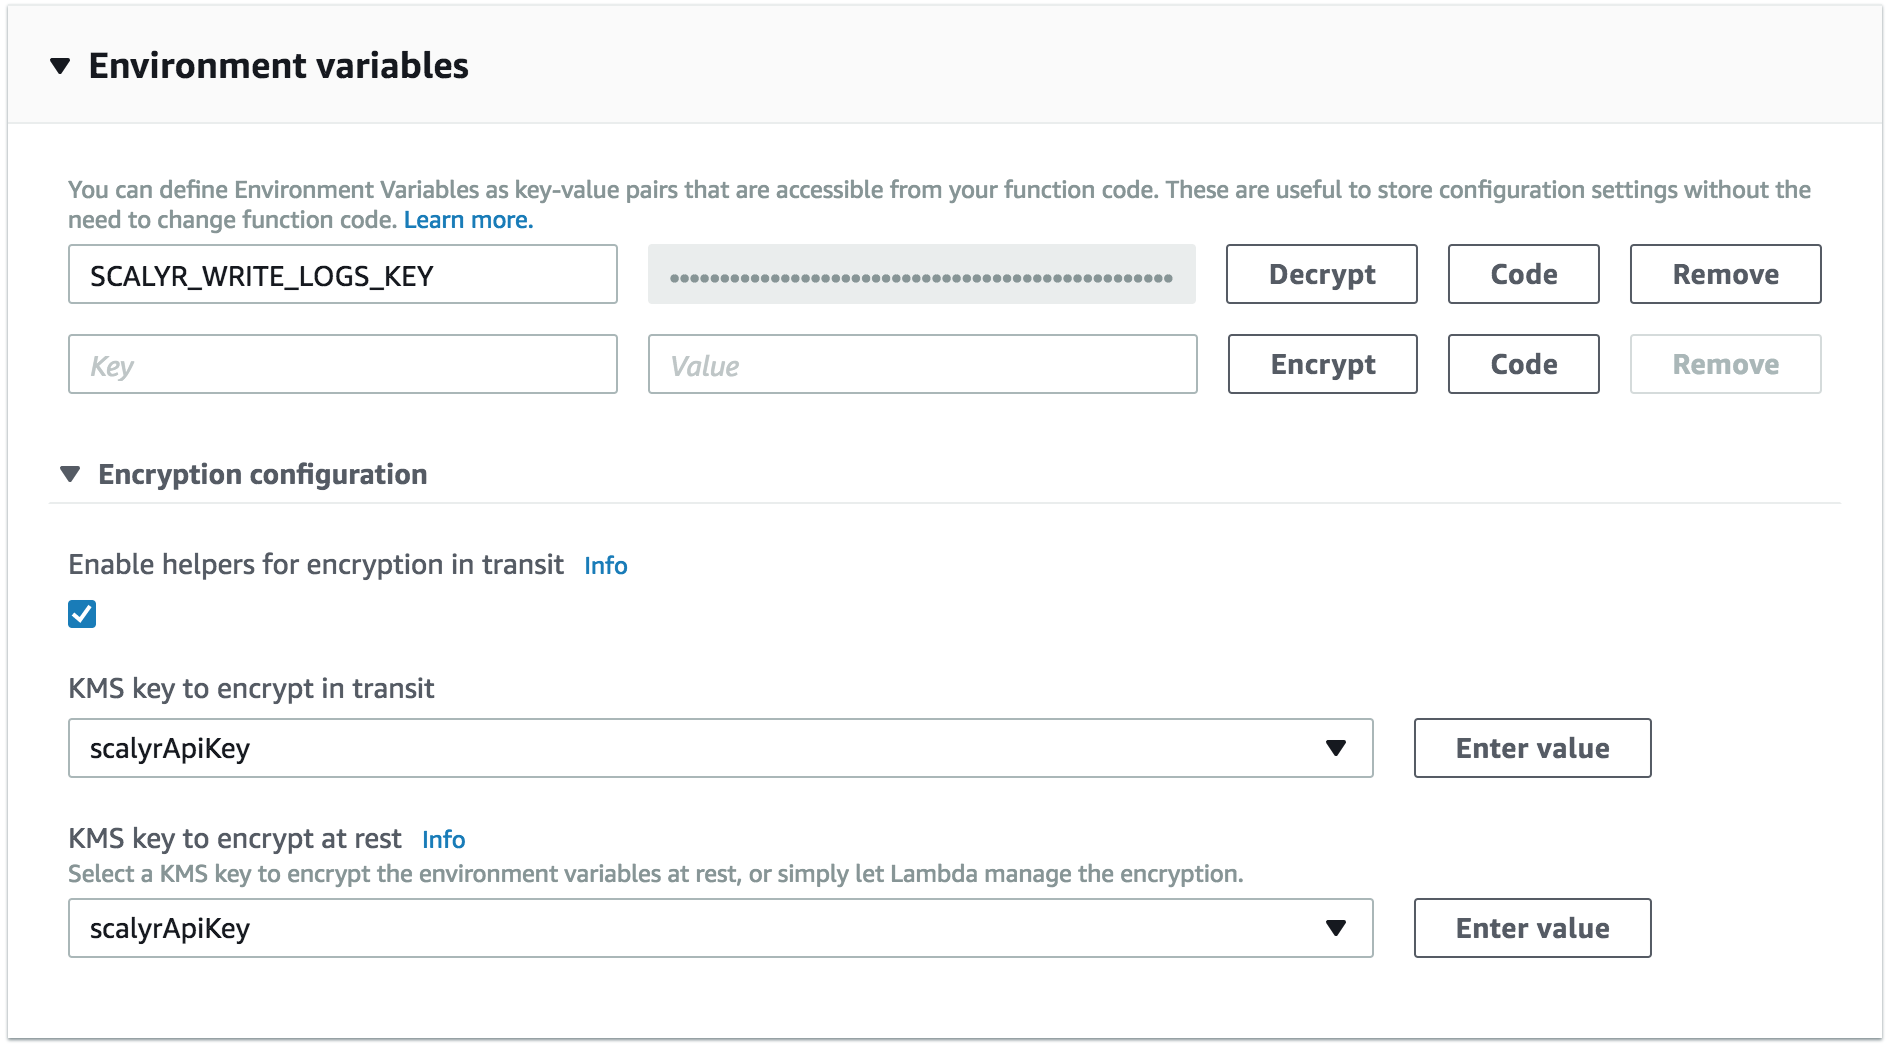 Environment variables
You can define Environment Variables as key-value pairs that are accessible from your function code. These are useful to store configuration settings without the
need to change function code. Learn more.
SCALYR_WRITE_LOGS_KEY Decrypt Code Remove
Key Value Encrypt Code Remove
Encryption configuration
Enable helpers for encryption in transit Info
KMS key to encrypt in transit
scalyrApiKey Enter value
KMS key to encrypt at rest Info
Select a KMS key to encrypt the environment variables at rest, or simply let Lambda manage the encryption.
scalyrApiKey Enter value